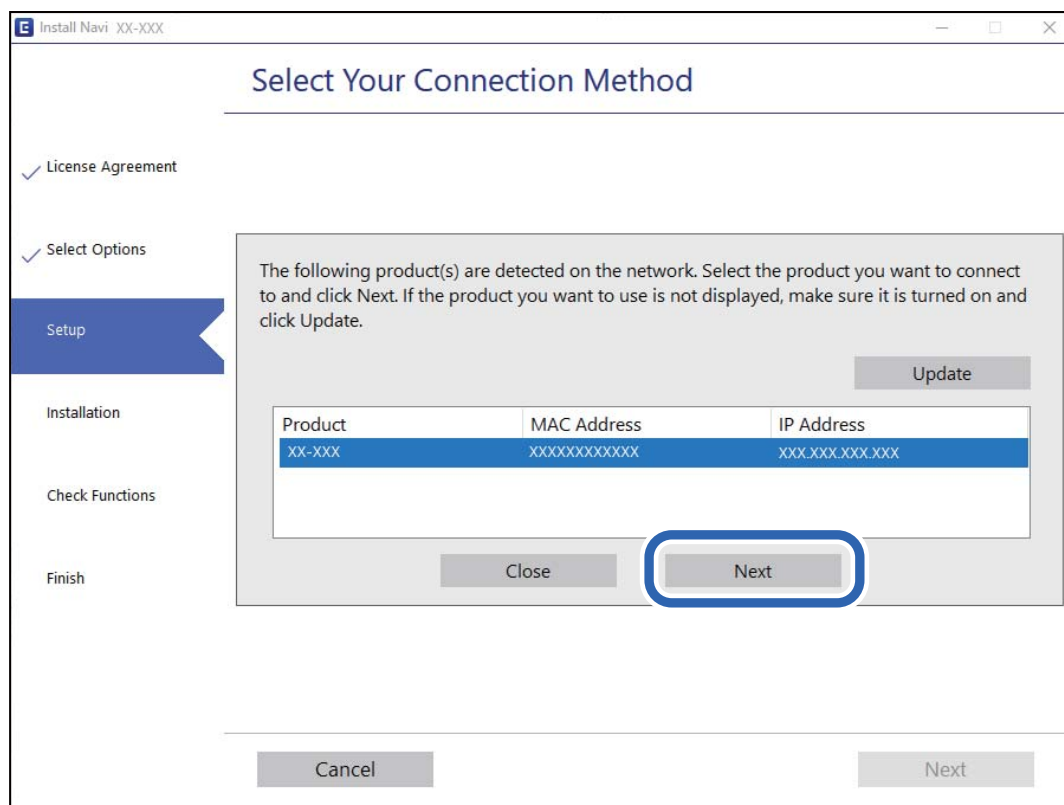 E Install Navi XX-XXX
Select Your Connection Method
License Agreement
Select Options
Setup
Installation
Check Functions
Finish
The following product(s) are detected on the network. Select the product you want to connect
to and click Next. If the product you want to use is not displayed, make sure it is turned on and
click Update.
Update
Product MAC Address IP Address
XX-XXX XXXXXXXXXXXX XXX.XXX.XXX.XXX
Close Next
Cancel Next